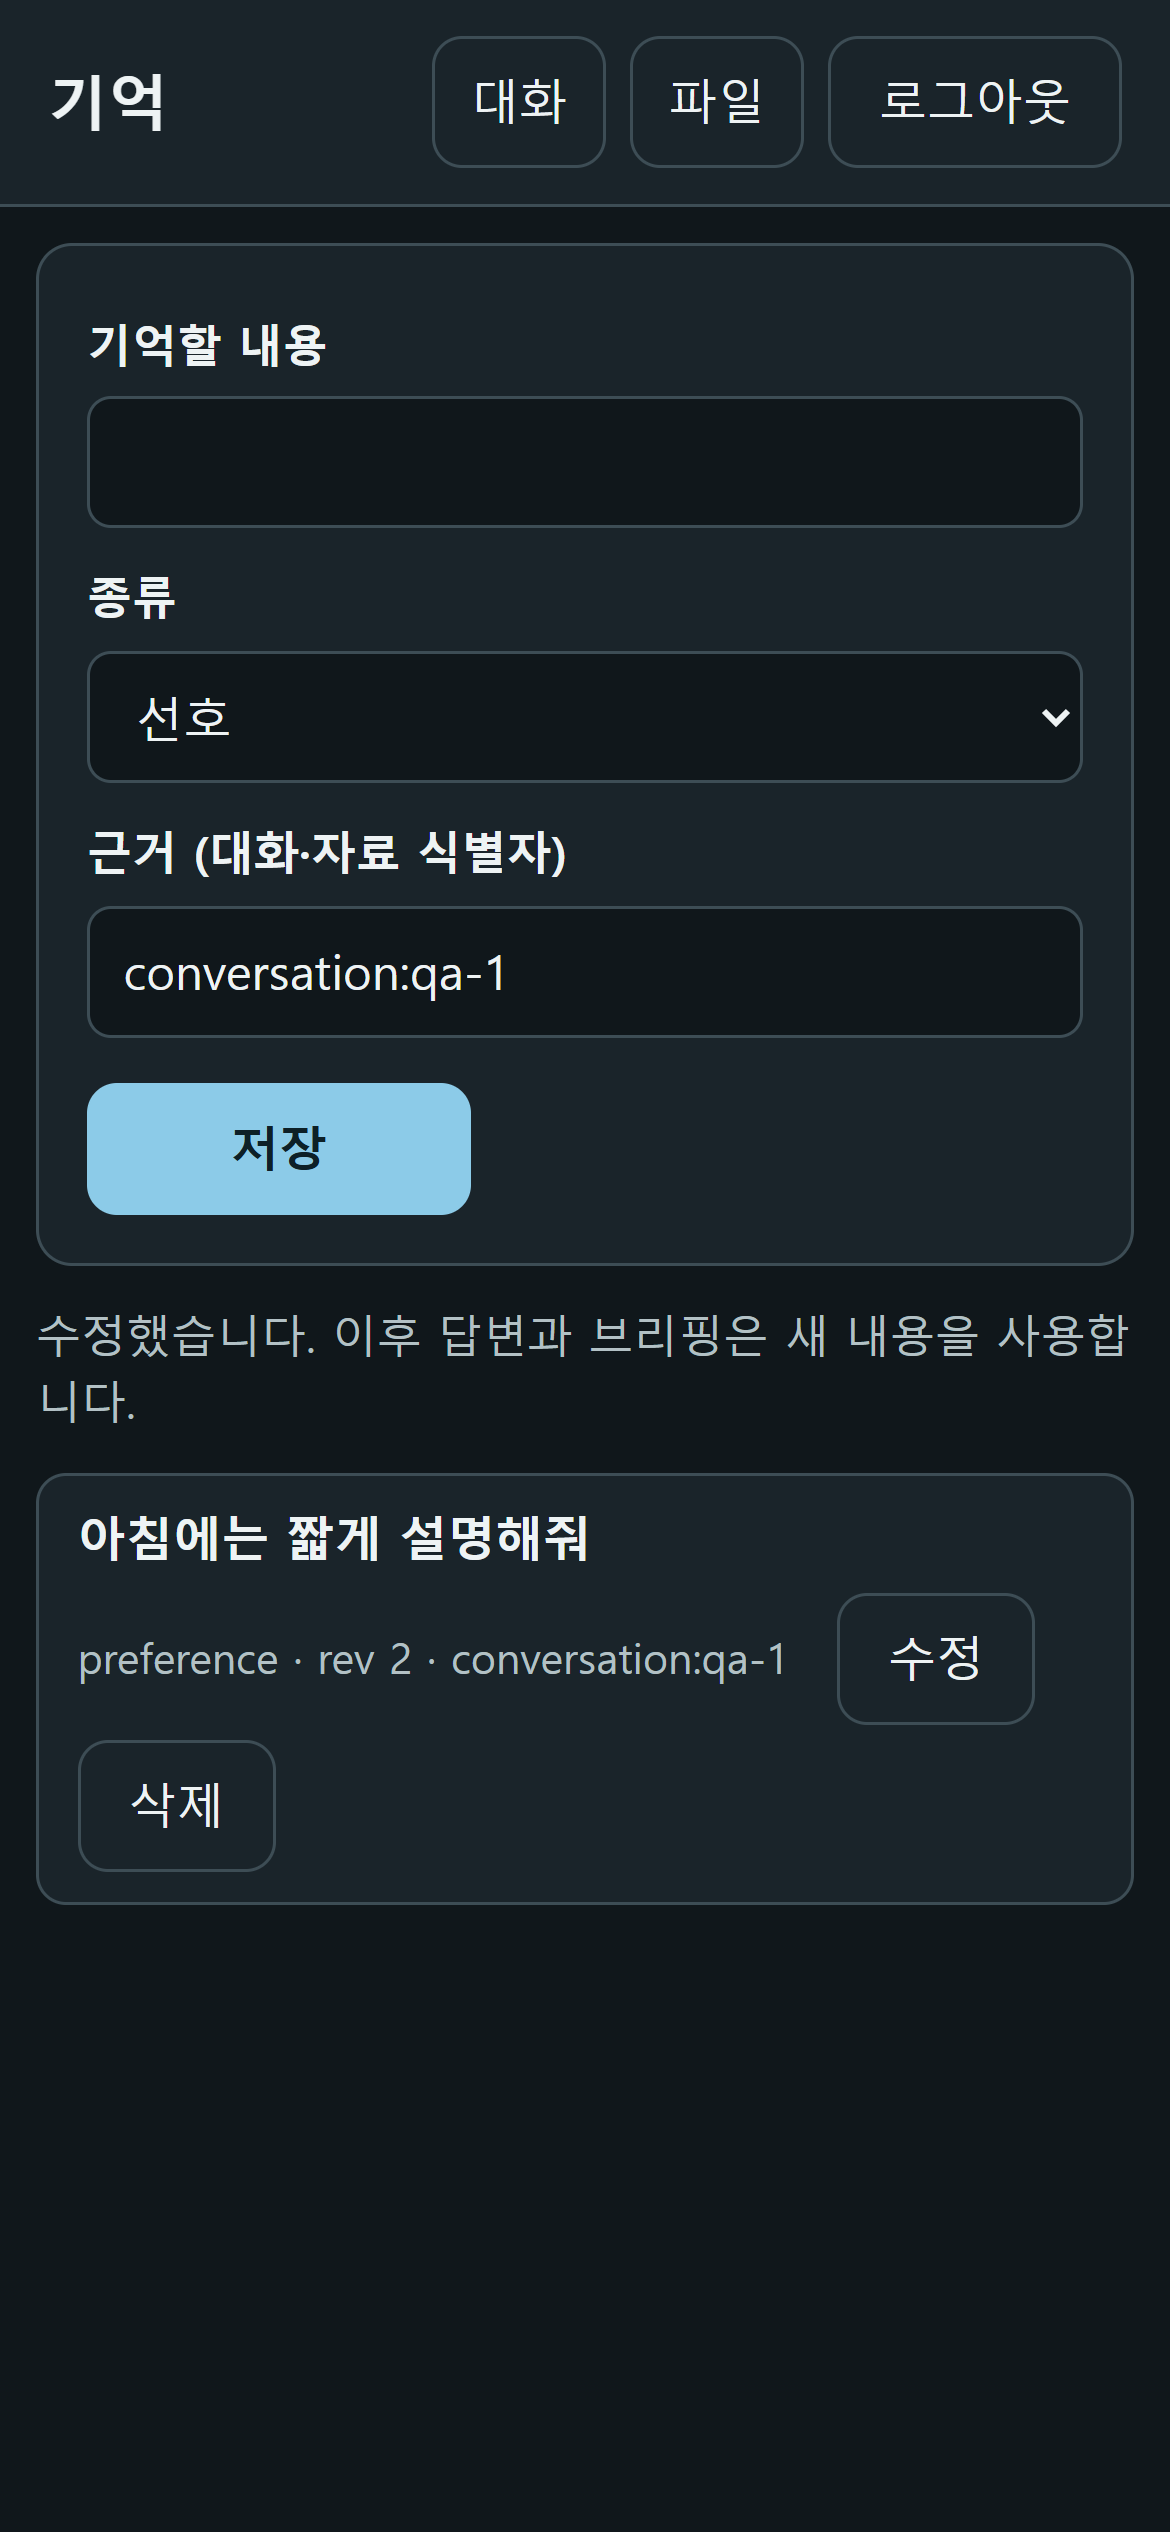 기억 대화 파일 로그아웃
기억할 내용
종류
선호
근거 (대화·자료 식별자)
conversation:qa-1
저장
수정했습니다. 이후 답변과 브리핑은 새 내용을 사용합
니다.
아침에는 짧게 설명해줘
preference · rev 2 · conversation:qa-1 수정
삭제